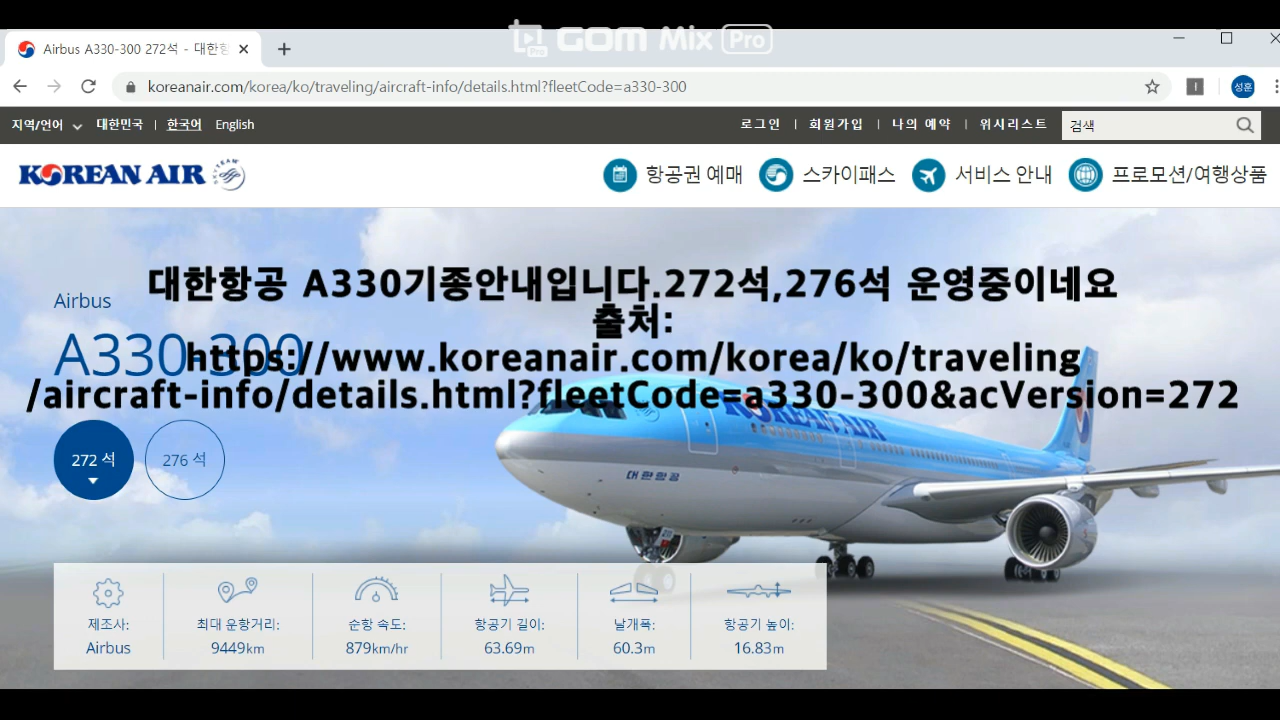 GOM Mix Pro
Pro
Airbus A330-300 272석 - 대한항
koreanair.com/korea/ko/traveling/aircraft-info/details.html?fleetCode=a330-300
성훈
지역/언어 대한민국 | 한국어 English
로그인 | 회원가입 | 나의 예약 | 위시리스트 검색
KOREAN AIR SKYTEAM
항공권 예매 스카이패스 서비스 안내 프로모션/여행상품
대한항공 A330기종안내입니다.272석,276석 운영중이네요
Airbus
출처:
A330-300
https://www.koreanair.com/korea/ko/traveling
/aircraft-info/details.html?fleetCode=a330-300&acVersion=272
KOREAN AIR
272 석 276 석
대한항공
제조사: 최대 운항거리: 순항 속도: 항공기 길이: 날개폭: 항공기 높이:
Airbus 9449km 879km/hr 63.69m 60.3m 16.83m